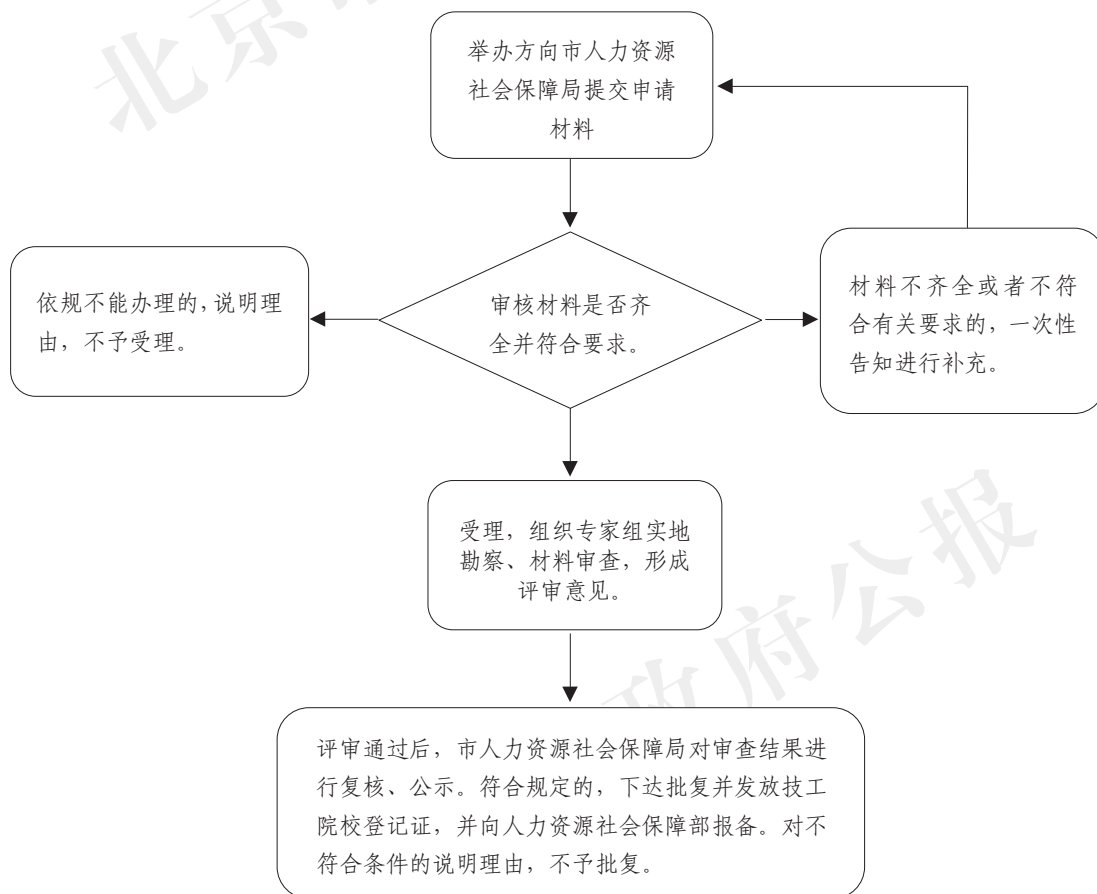 举办方向市人力资源
社会保障局提交申请
材料
依规不能办理的，说明理
由，不予受理。
审核材料是否齐
全并符合要求。
材料不齐全或者不符
合有关要求的，一次性
告知进行补充。
受理，组织专家组实地
勘察、材料审查，形成
评审意见。
评审通过后，市人力资源社会保障局对审查结果进
行复核、公示。符合规定的，下达批复并发放技工
院校登记证，并向人力资源社会保障部报备。对不
符合条件的说明理由，不予批复。
北京
政府公报